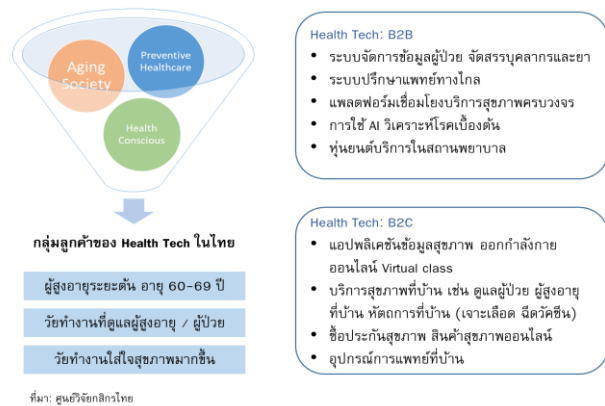 Aging
Society
Preventive
Healthcare
Health
Conscious
กลุ่มลูกค้าของ Health Tech ในไทย
ผู้สูงอายุระยะต้น อายุ 60-69 ปี
วัยทำงานที่ดูแลผู้สูงอายุ / ผู้ป่วย
วัยทำงานใส่ใจสุขภาพมากขึ้น
ที่มา: ศูนย์วิจัยกสิกรไทย
Health Tech: B2B
• ระบบจัดการข้อมูลผู้ป่วย จัดสรรบุคลากรและยา
• ระบบปรึกษาแพทย์ทางไกล
• แพลตฟอร์มเชื่อมโยงบริการสุขภาพครบวงจร
• การใช้ AI วิเคราะห์โรคเบื้องต้น
• หุ่นยนต์บริการในสถานพยาบาล
Health Tech: B2C
• แอปพลิเคชันข้อมูลสุขภาพ ออกกำลังกาย
ออนไลน์ Virtual class
• บริการสุขภาพที่บ้าน เช่น ดูแลผู้ป่วย ผู้สูงอายุ
ที่บ้าน หัตถการที่บ้าน (เจาะเลือด ฉีดวัคซีน)
• ซื้อประกันสุขภาพ สินค้าสุขภาพออนไลน์
• อุปกรณ์การแพทย์ที่บ้าน